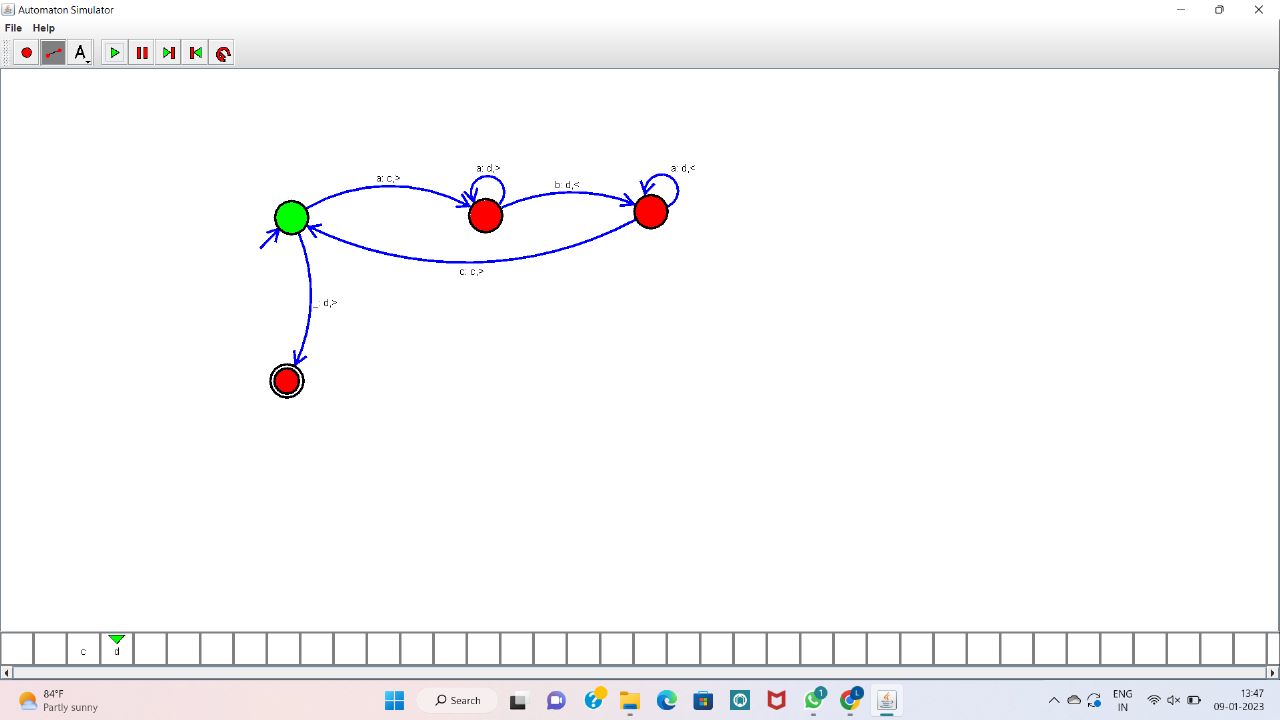 Automaton Simulator
File Help
A
a: c,>
a: d,>
b: d,<
a: d,<
c: c,>
_: d,>
c d
84°F
Partly sunny
Search
1
L
ENG
IN
13:47
09-01-2023